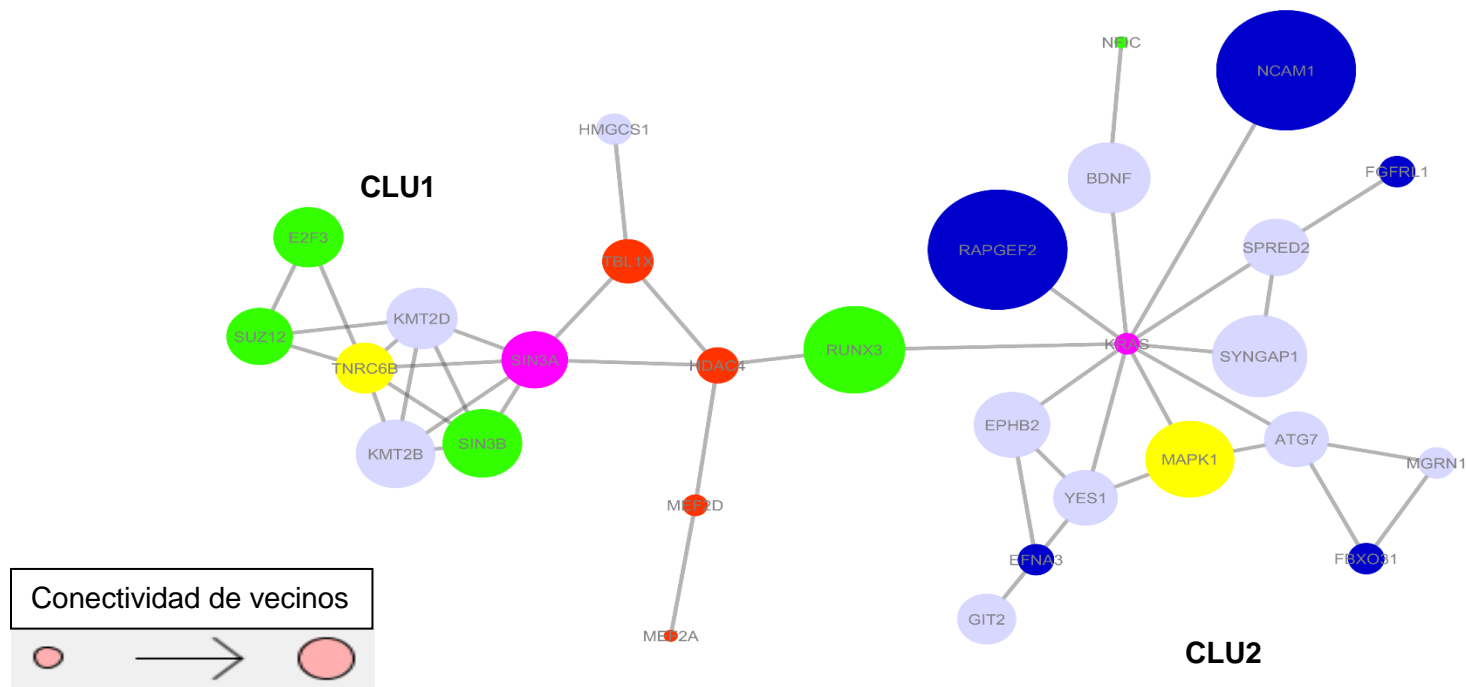 NFIC
NCAM1
HMGCS1
CLU1
BDNF
FGFRL1
E2F3
RAPGEF2
SPRED2
TBL1X
KMT2D
SUZ12
TNRC6B
SIN3A
HDAC4
RUNX3
KRAS
SYNGAP1
KMT2B
SIN3B
EPHB2
MAPK1
ATG7
MGRN1
YES1
MEF2D
EFNA3
FBXO31
Conectividad de vecinos
GIT2
MEF2A
CLU2